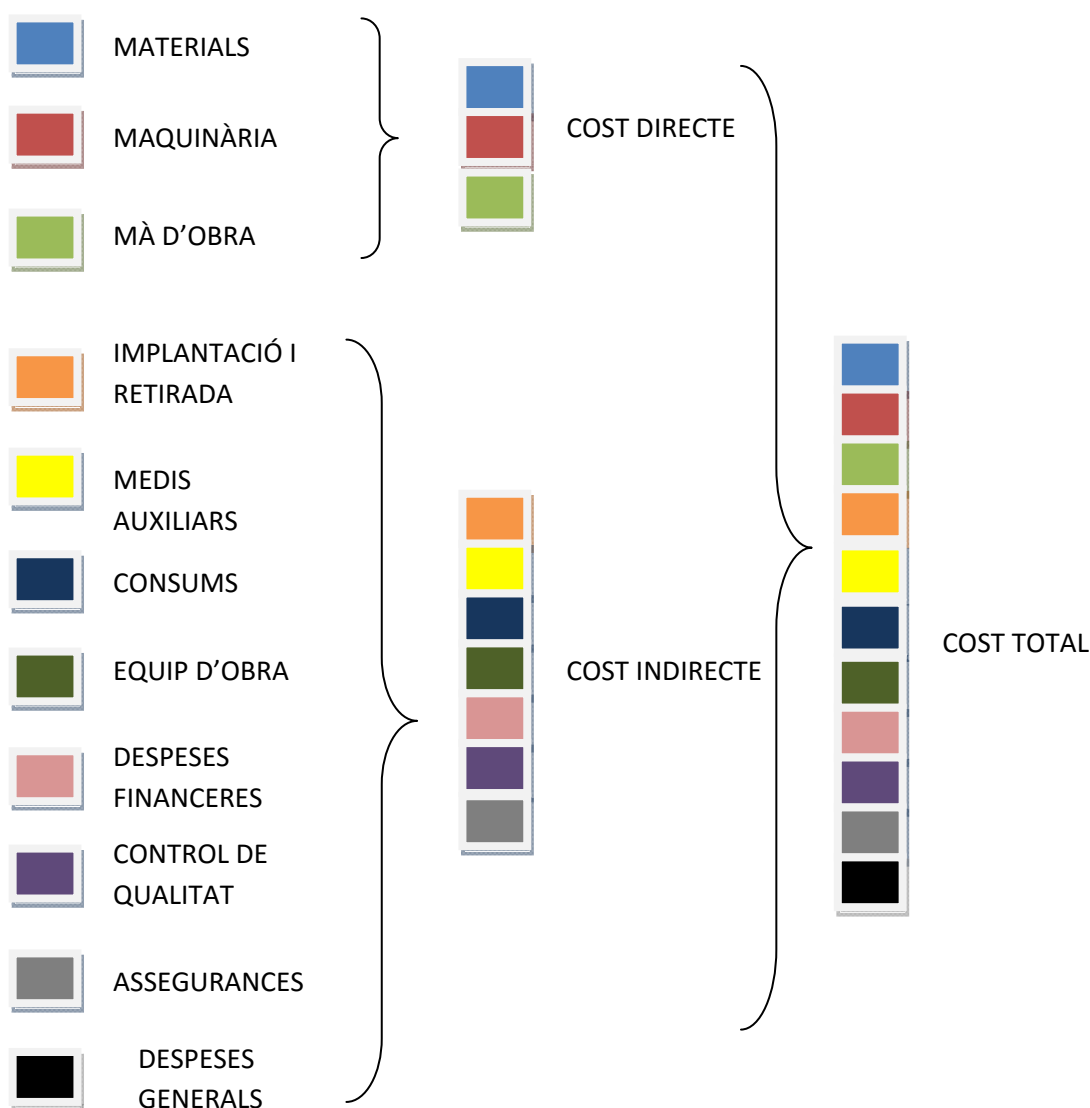 MATERIALS
MAQUINÀRIA
MÀ D’OBRA
COST DIRECTE
IMPLANTACIÓ I
RETIRADA
MEDIS
AUXILIARS
CONSUMS
EQUIP D’OBRA
DESPESES
FINANCERES
CONTROL DE
QUALITAT
ASSEGURANCES
DESPESES
GENERALS
COST INDIRECTE
COST TOTAL